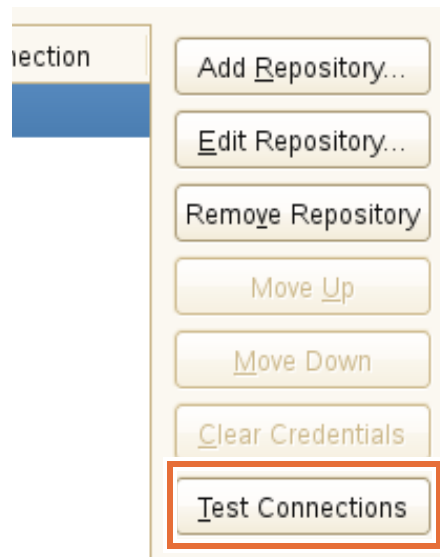 nection
Add Repository...
Edit Repository...
Remove Repository
Move Up
Move Down
Clear Credentials
Test Connections